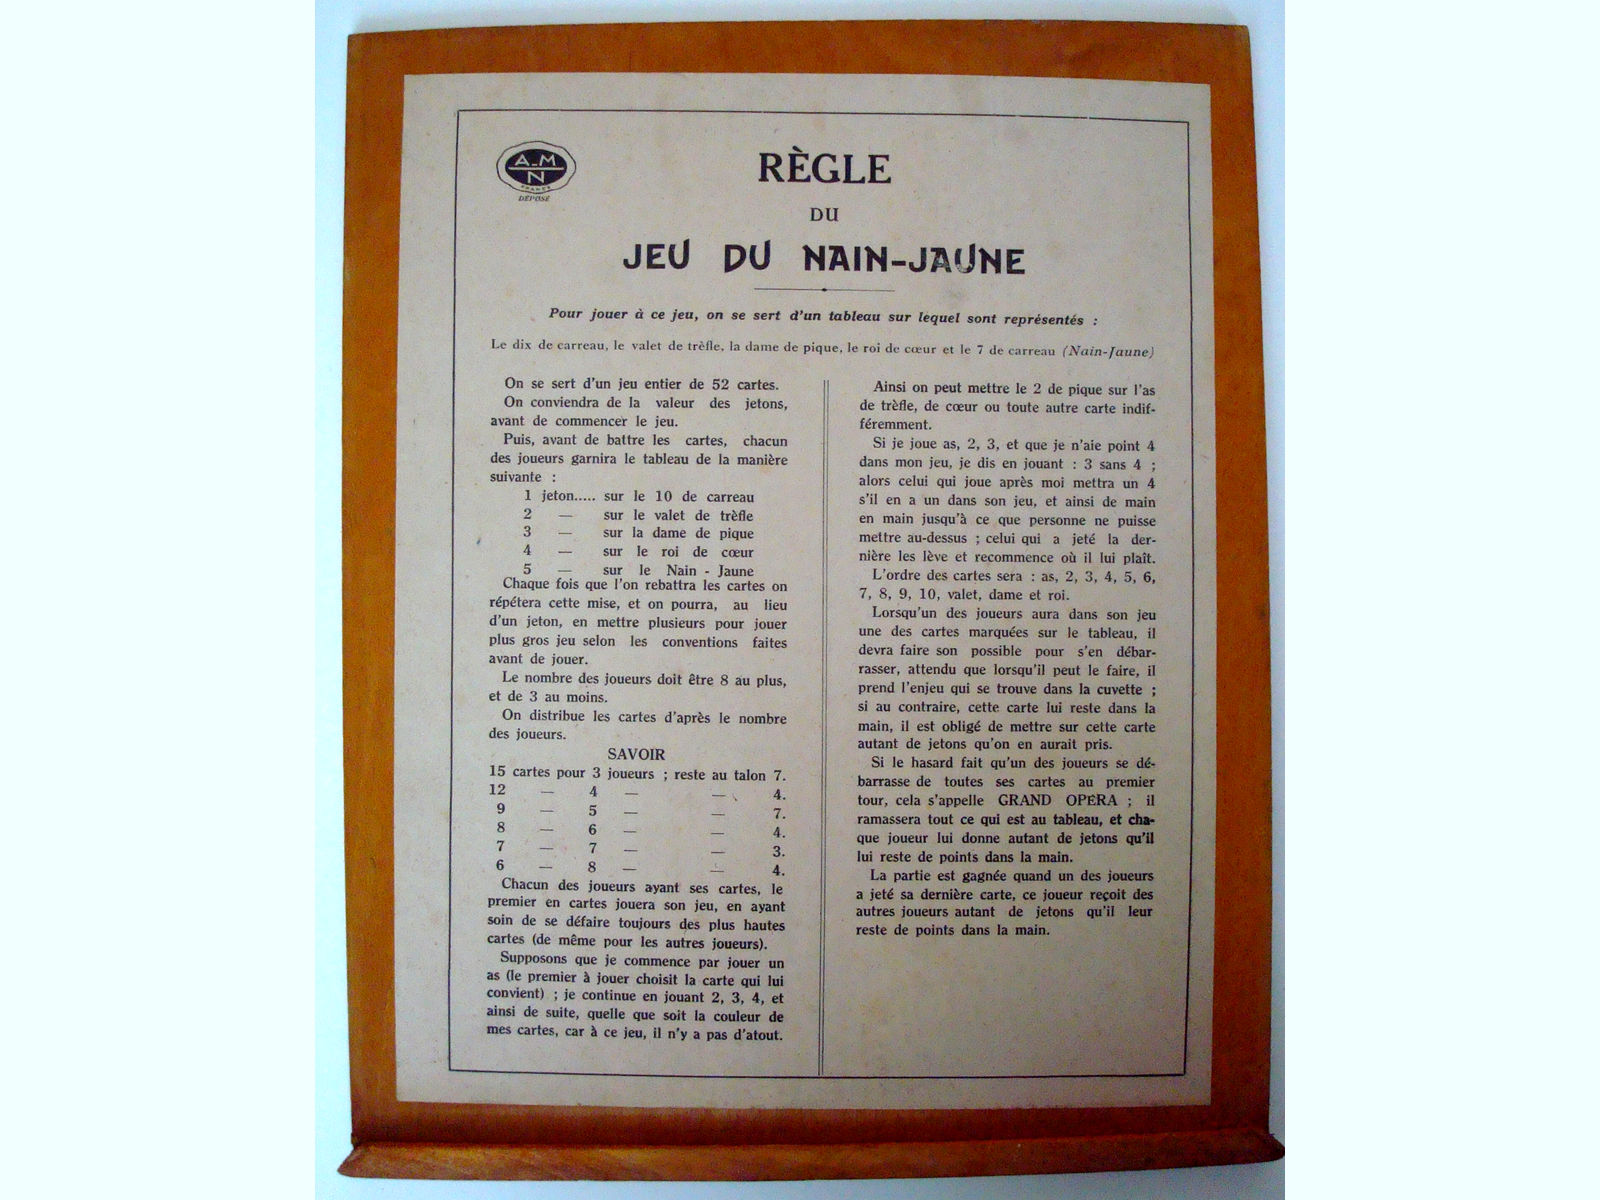 A-M
N
FRANCE
DÉPOSÉ
RÈGLE
DU
JEU DU NAIN-JAUNE
Pour jouer à ce jeu, on se sert d'un tableau sur lequel sont représentés :
Le dix de carreau, le valet de trèfle, la dame de pique, le roi de cœur et le 7 de carreau (Nain-Jaune)
On se sert d'un jeu entier de 52 cartes.
On conviendra de la valeur des jetons,
avant de commencer le jeu.
Puis, avant de battre les cartes, chacun
des joueurs garnira le tableau de la manière
suivante :
1 jeton..... sur le 10 de carreau
2 — sur le valet de trèfle
3 — sur la dame de pique
4 — sur le roi de cœur
5 — sur le Nain - Jaune
Chaque fois que l'on rebattra les cartes on
répétera cette mise, et on pourra, au lieu
d'un jeton, en mettre plusieurs pour jouer
plus gros jeu selon les conventions faites
avant de jouer.
Le nombre des joueurs doit être 8 au plus,
et de 3 au moins.
On distribue les cartes d'après le nombre
des joueurs.
SAVOIR
15 cartes pour 3 joueurs ; reste au talon 7.
12 — 4 — — 4.
9 — 5 — — 7.
8 — 6 — — 4.
7 — 7 — — 3.
6 — 8 — — 4.
Chacun des joueurs ayant ses cartes, le
premier en cartes jouera son jeu, en ayant
soin de se défaire toujours des plus hautes
cartes (de même pour les autres joueurs).
Supposons que je commence par jouer un
as (le premier à jouer choisit la carte qui lui
convient) ; je continue en jouant 2, 3, 4, et
ainsi de suite, quelle que soit la couleur de
mes cartes, car à ce jeu, il n'y a pas d'atout.
Ainsi on peut mettre le 2 de pique sur l'as
de trèfle, de cœur ou toute autre carte indif-
féremment.
Si je joue as, 2, 3, et que je n'aie point 4
dans mon jeu, je dis en jouant : 3 sans 4 ;
alors celui qui joue après moi mettra un 4
s'il en a un dans son jeu, et ainsi de main
en main jusqu'à ce que personne ne puisse
mettre au-dessus ; celui qui a jeté la der-
nière les lève et recommence où il lui plaît.
L'ordre des cartes sera : as, 2, 3, 4, 5, 6,
7, 8, 9, 10, valet, dame et roi.
Lorsqu'un des joueurs aura dans son jeu
une des cartes marquées sur le tableau, il
devra faire son possible pour s'en débar-
rasser, attendu que lorsqu'il peut le faire, il
prend l'enjeu qui se trouve dans la cuvette ;
si au contraire, cette carte lui reste dans la
main, il est obligé de mettre sur cette carte
autant de jetons qu'on en aurait pris.
Si le hasard fait qu'un des joueurs se dé-
barrasse de toutes ses cartes au premier
tour, cela s'appelle GRAND OPÉRA ; il
ramassera tout ce qui est au tableau, et cha-
que joueur lui donne autant de jetons qu'il
lui reste de points dans la main.
La partie est gagnée quand un des joueurs
a jeté sa dernière carte, ce joueur reçoit des
autres joueurs autant de jetons qu'il leur
reste de points dans la main.